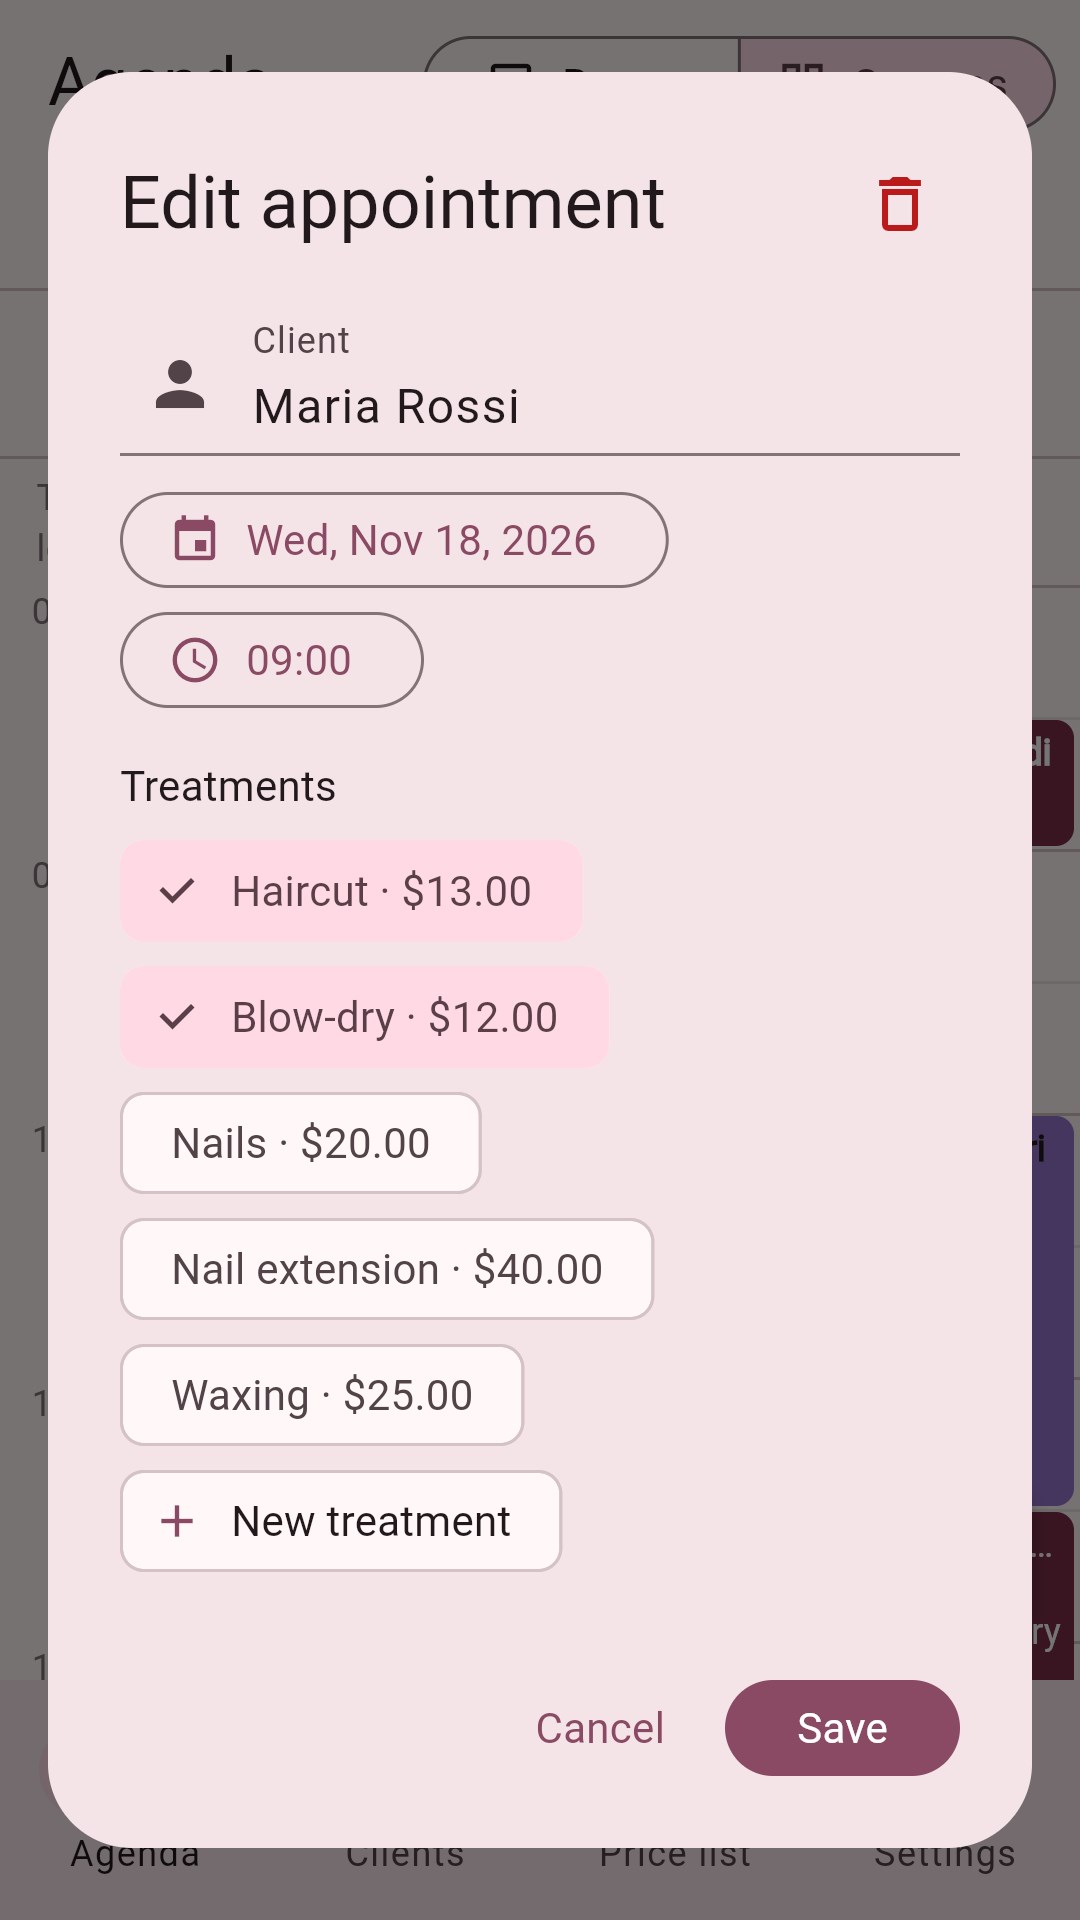 Edit appointment
Client
Maria Rossi
Wed, Nov 18, 2026
09:00
Treatments
Haircut · $13.00
Blow-dry · $12.00
Nails · $20.00
Nail extension · $40.00
Waxing · $25.00
New treatment
Cancel
Save
Agenda
Clients
Price list
Settings